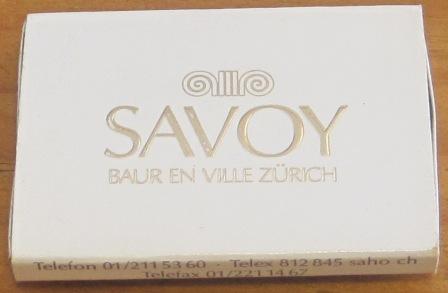 SAVOY
BAUR EN VILLE ZÜRICH
Telefon 01/211 53 60 - Telex 812 845 saho ch
Telefax 01/221 14 67